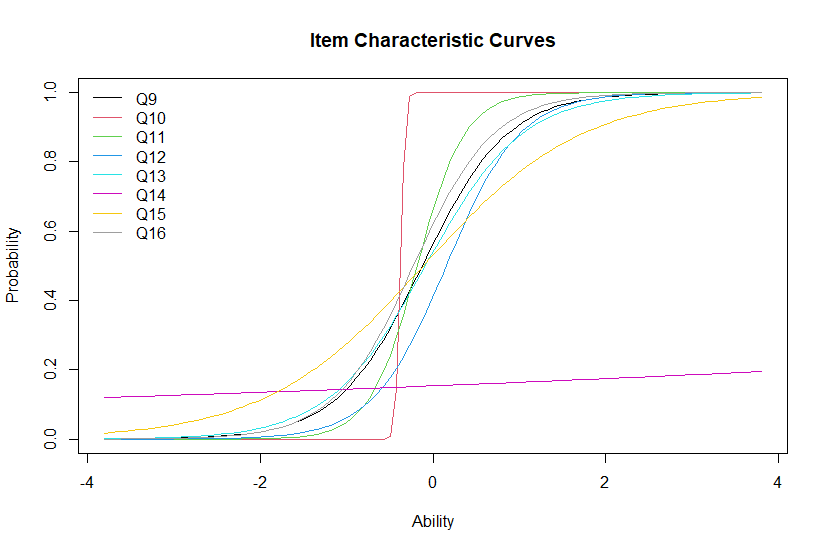 Item Characteristic Curves
Q9
Q10
Q11
Q12
Q13
Q14
Q15
Q16
1.0
0.8
0.6
0.4
0.2
0.0
Probability
-4
-2
0
2
4
Ability